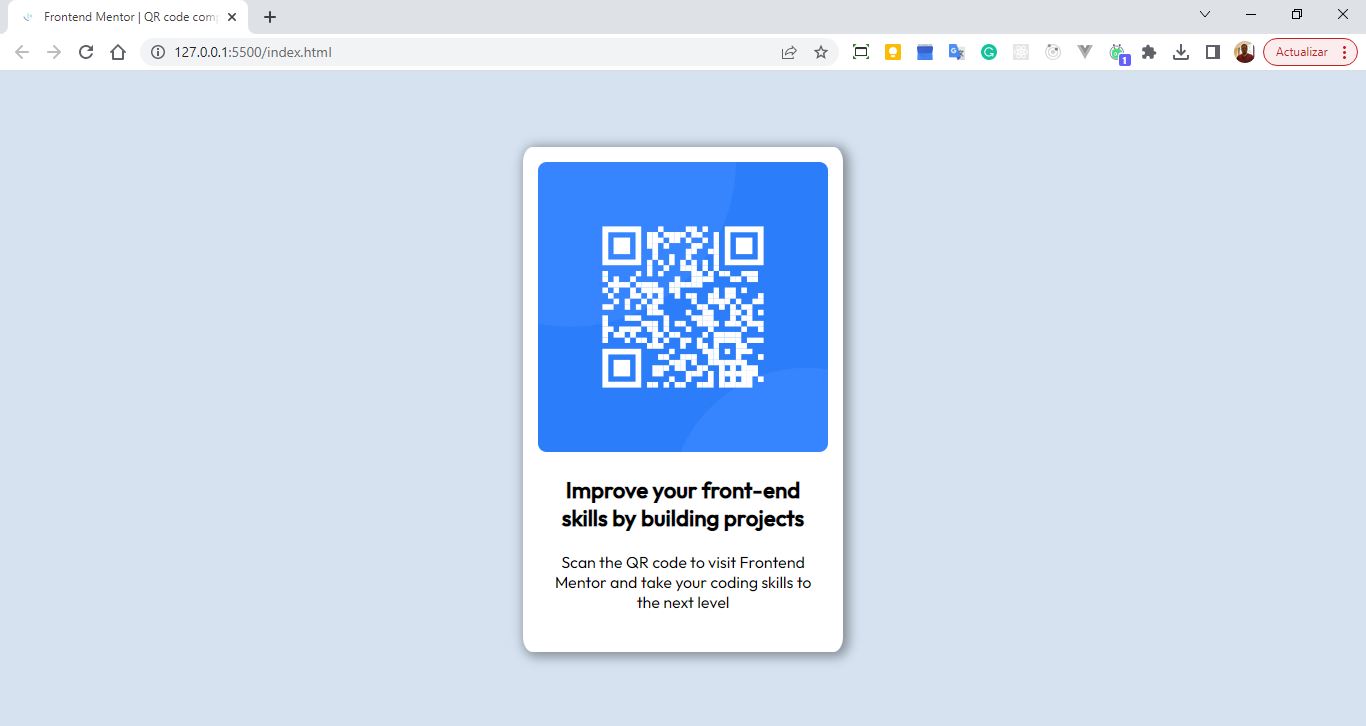 Frontend Mentor | QR code com
127.0.0.1:5500/index.html
1
Actualizar
Improve your front-end
skills by building projects
Scan the QR code to visit Frontend
Mentor and take your coding skills to
the next level